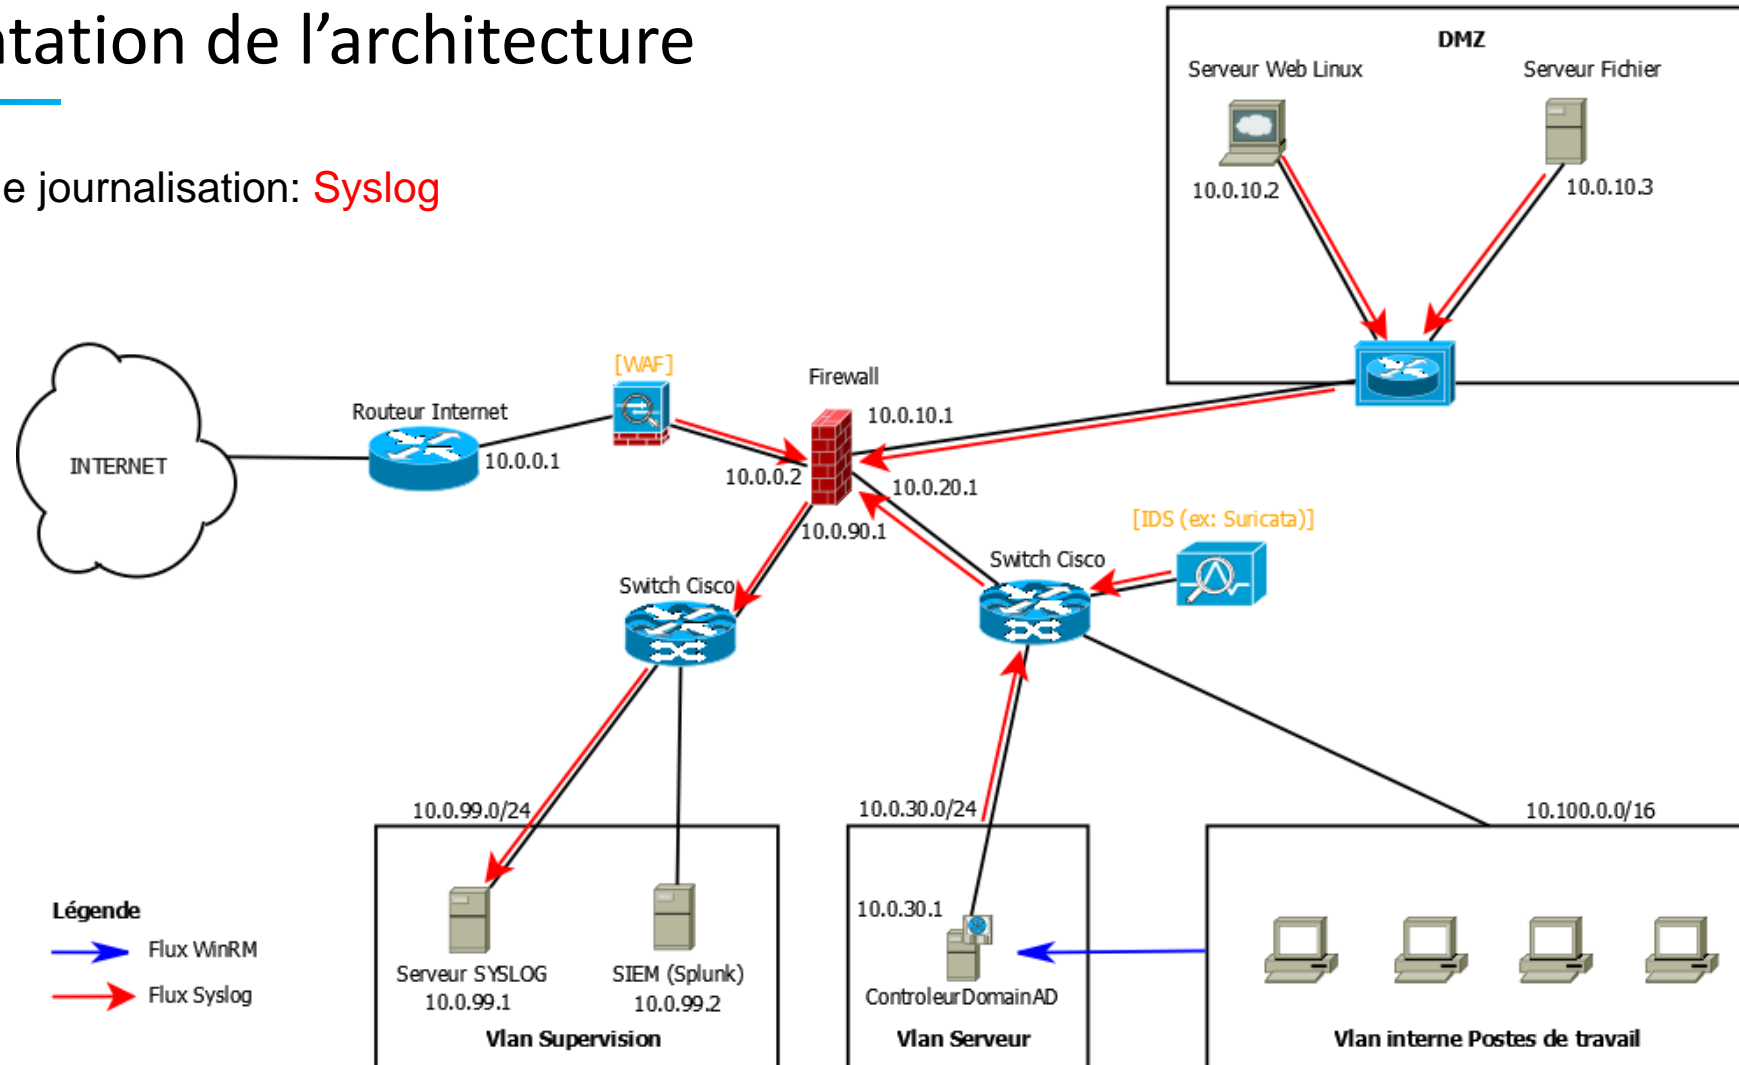 ntation de l’architecture
e journalisation: Syslog
DMZ
Serveur Web Linux
Serveur Fichier
10.0.10.2
10.0.10.3
[WAF]
Firewall
Routeur Internet
10.0.10.1
INTERNET
10.0.0.1
10.0.0.2
10.0.20.1
10.0.90.1
[IDS (ex: Suricata)]
Switch Cisco
Switch Cisco
10.0.99.0/24
10.0.30.0/24
10.100.0.0/16
Légende
Flux WinRM
Flux Syslog
10.0.30.1
Serveur SYSLOG
10.0.99.1
SIEM (Splunk)
10.0.99.2
ControleurDomainAD
Vlan Supervision
Vlan Serveur
Vlan interne Postes de travail